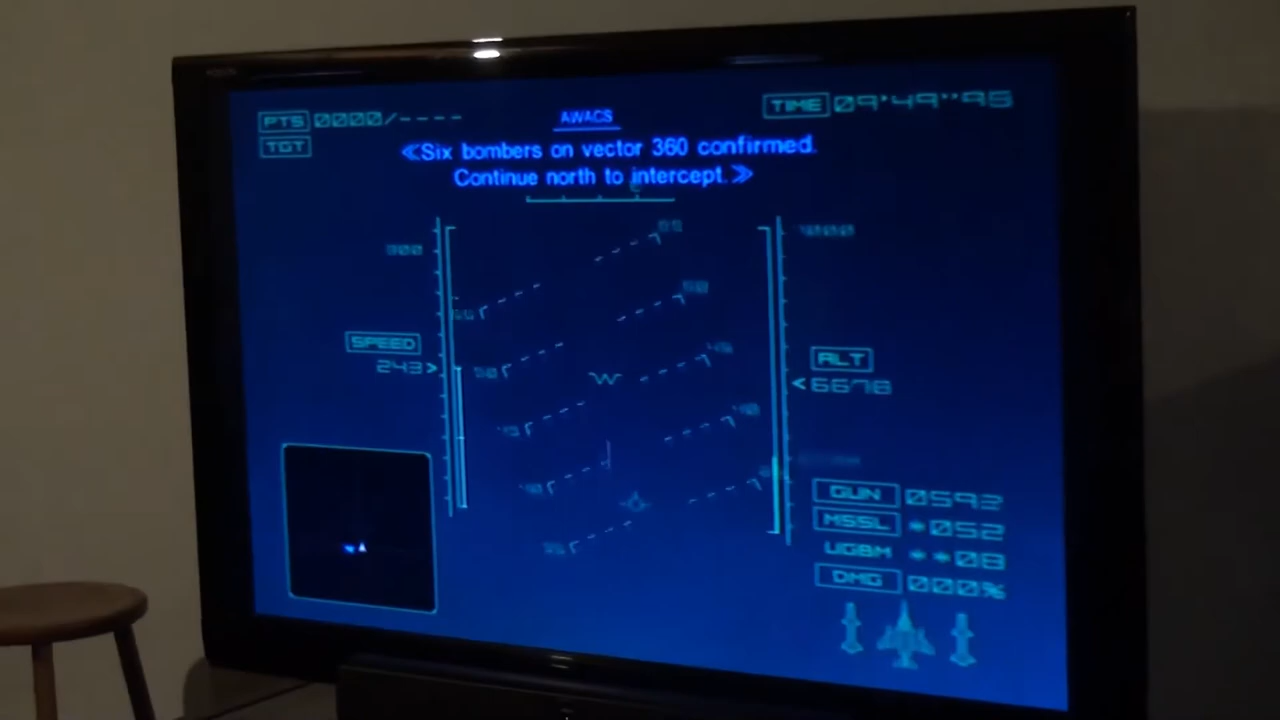 PTS 0000/----
TIME 09'49"95
TGT
AWACS
≪Six bombers on vector 360 confirmed.
Continue north to intercept.≫
SPEED
243>
ALT
<6678
GUN 0592
MSSL *052
UGBM **08
DMG 000%